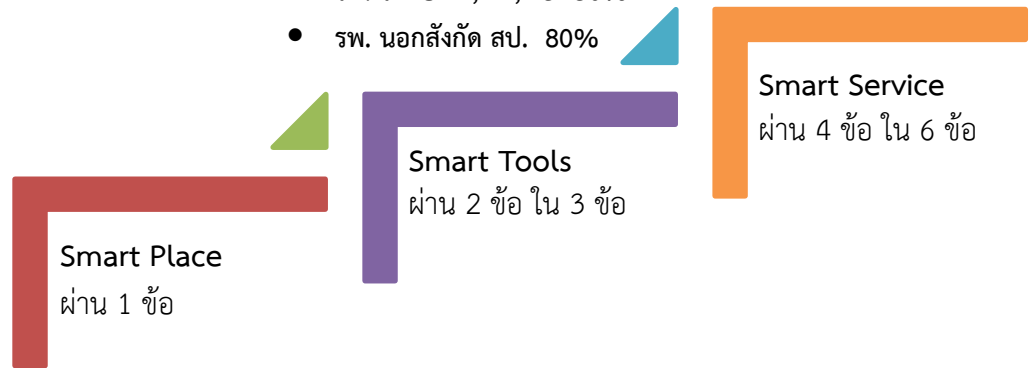 ● รพ. นอกสังกัด สป. 80%
Smart Service
ผ่าน 4 ข้อ ใน 6 ข้อ
Smart Tools
ผ่าน 2 ข้อ ใน 3 ข้อ
Smart Place
ผ่าน 1 ข้อ